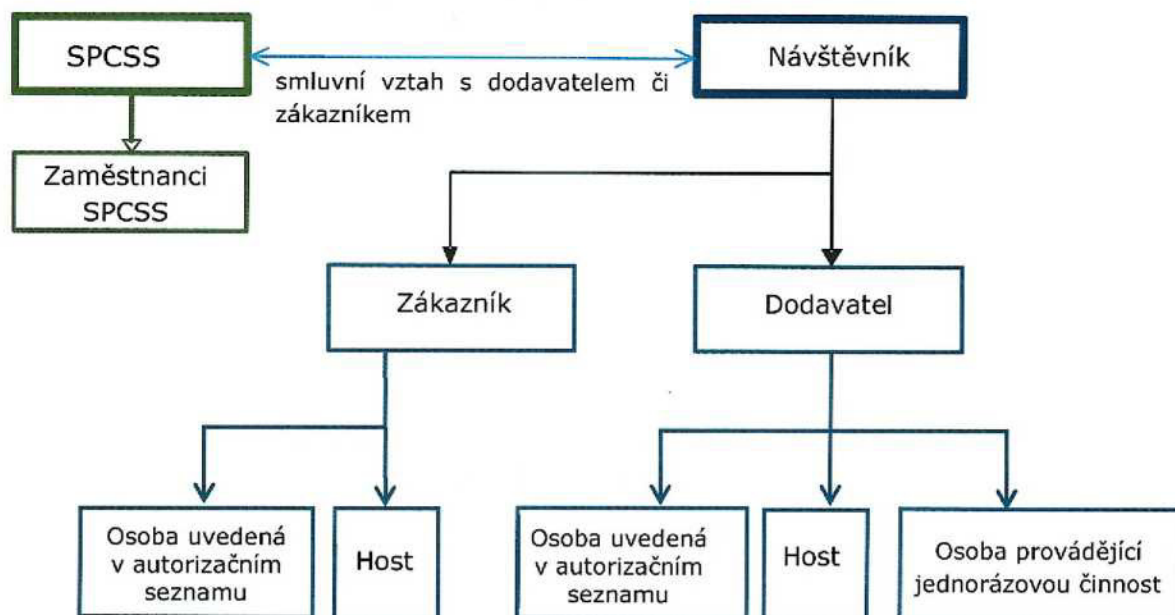 SPCSS
Návštěvník
smluvní vztah s dodavatelem či
zákazníkem
Zaměstnanci
SPCSS
Zákazník
Dodavatel
Osoba uvedená
v autorizačním
seznamu
Host
Osoba uvedená
v autorizačním
seznamu
Host
Osoba provádějící
jednorázovou činnost